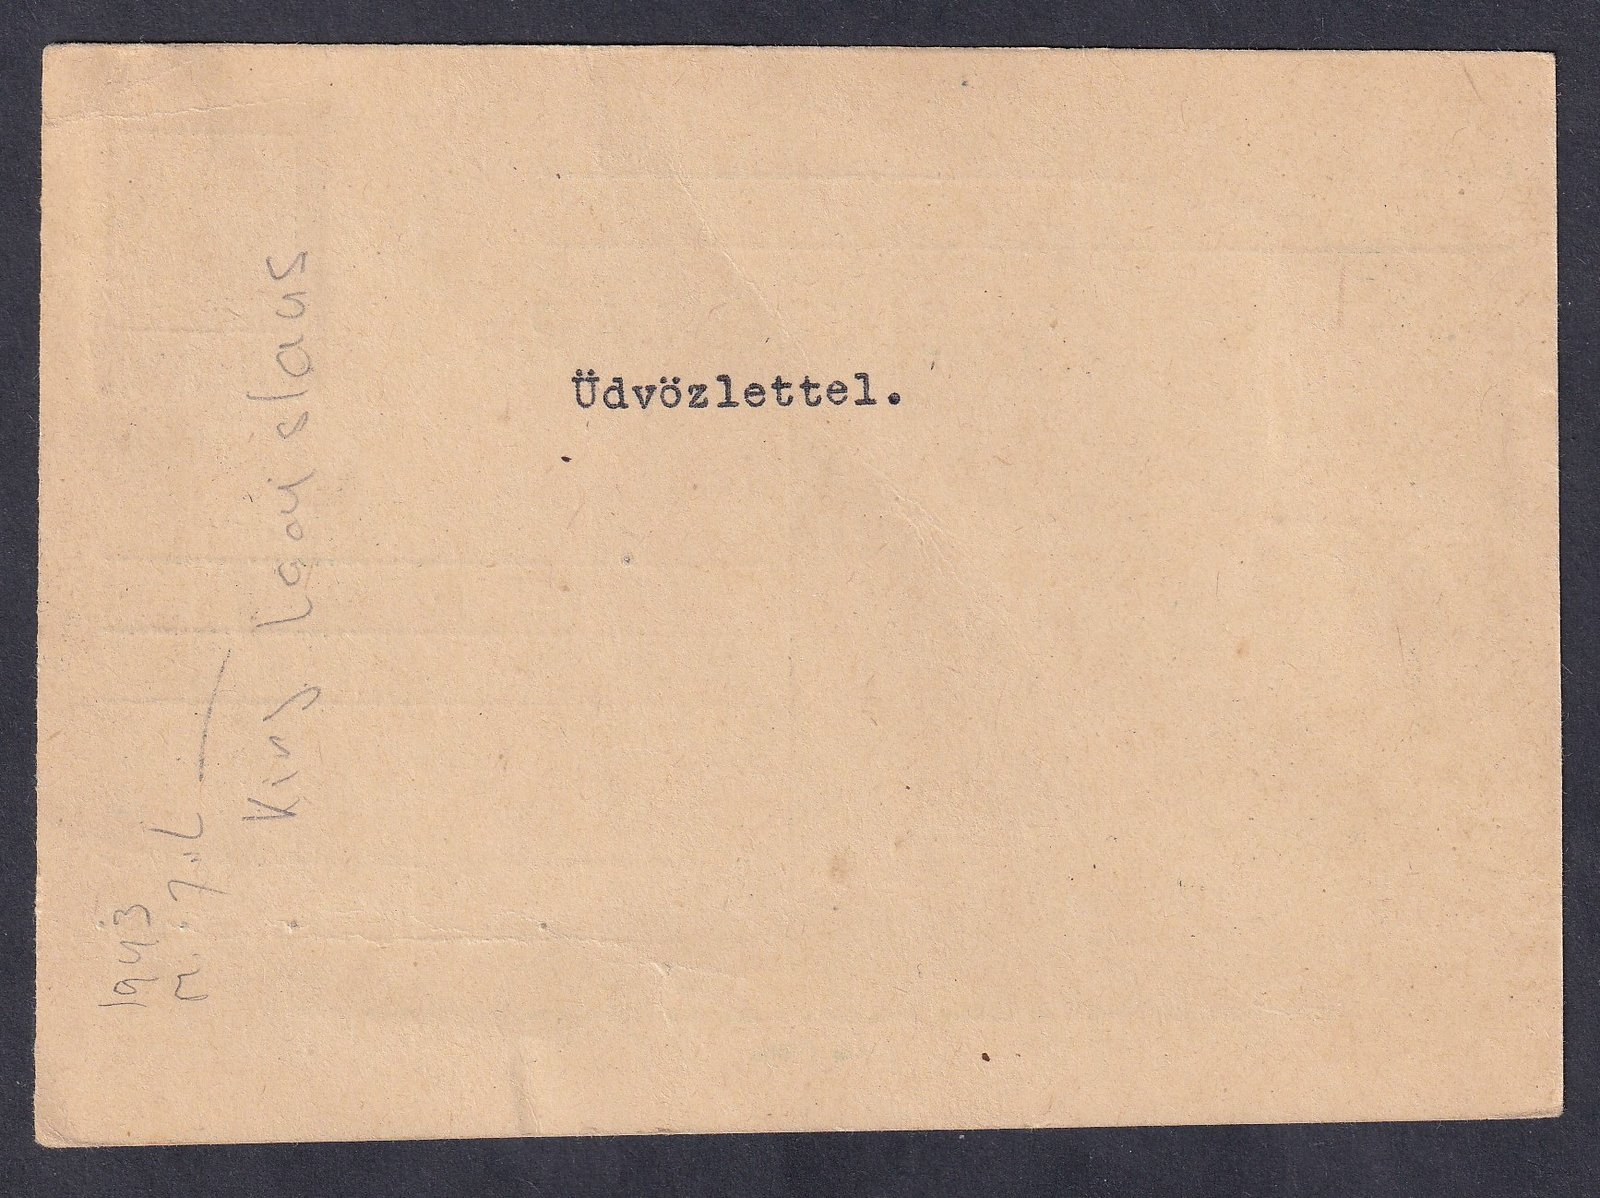 Üdvözlettel.
1943
King Ladislaus